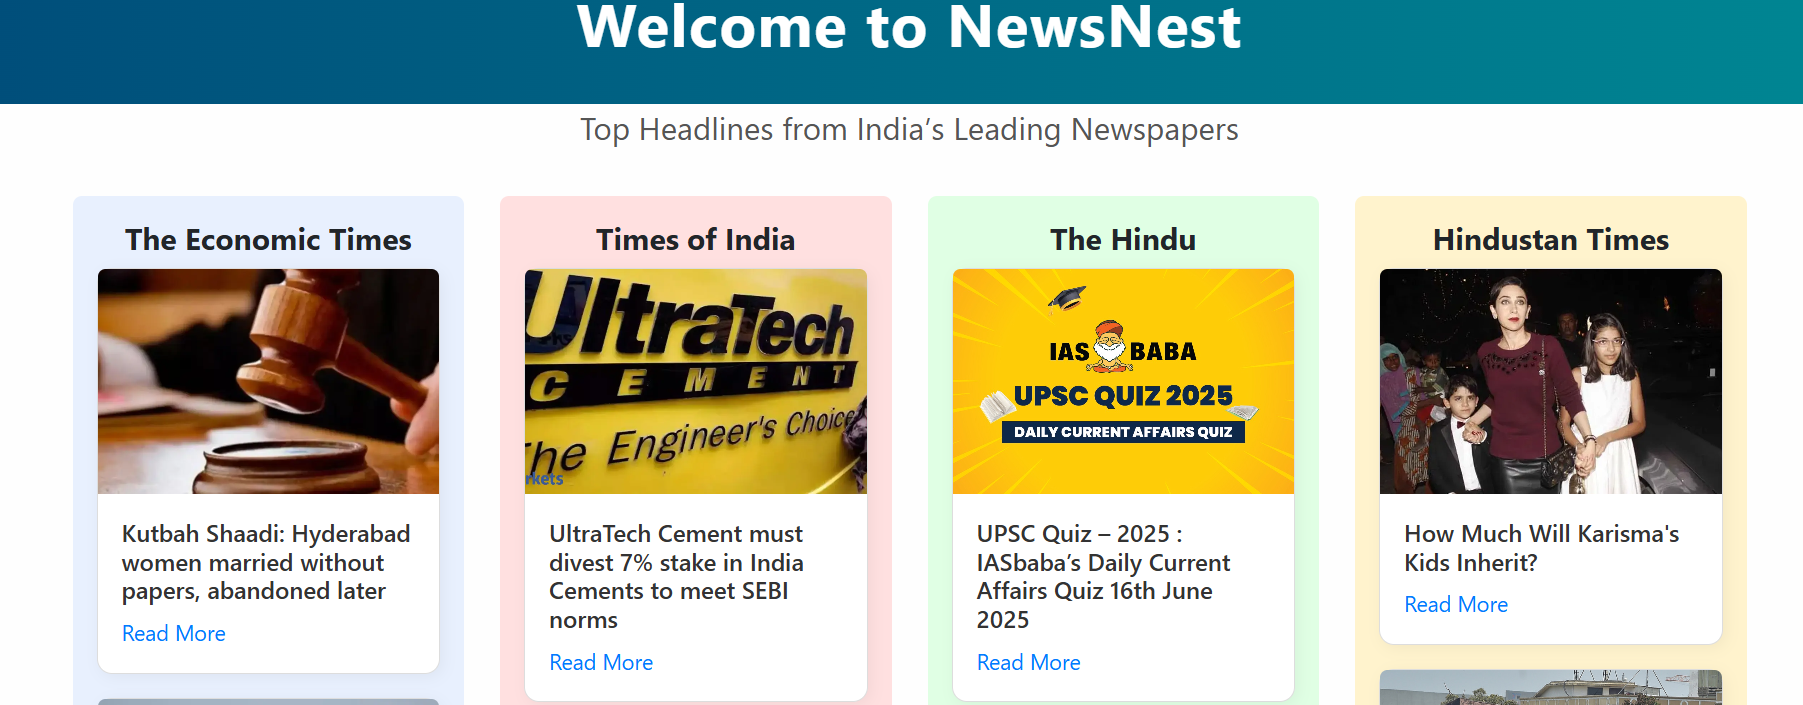 Welcome to NewsNest
Top Headlines from India’s Leading Newspapers
The Economic Times
Kutbah Shaadi: Hyderabad
women married without
papers, abandoned later
Read More
Times of India
UltraTech
CEMENT
The Engineer's Choice
rkets
UltraTech Cement must
divest 7% stake in India
Cements to meet SEBI
norms
Read More
The Hindu
IAS BABA
UPSC QUIZ 2025
DAILY CURRENT AFFAIRS QUIZ
UPSC Quiz – 2025 :
IASbaba’s Daily Current
Affairs Quiz 16th June
2025
Read More
Hindustan Times
How Much Will Karisma's
Kids Inherit?
Read More